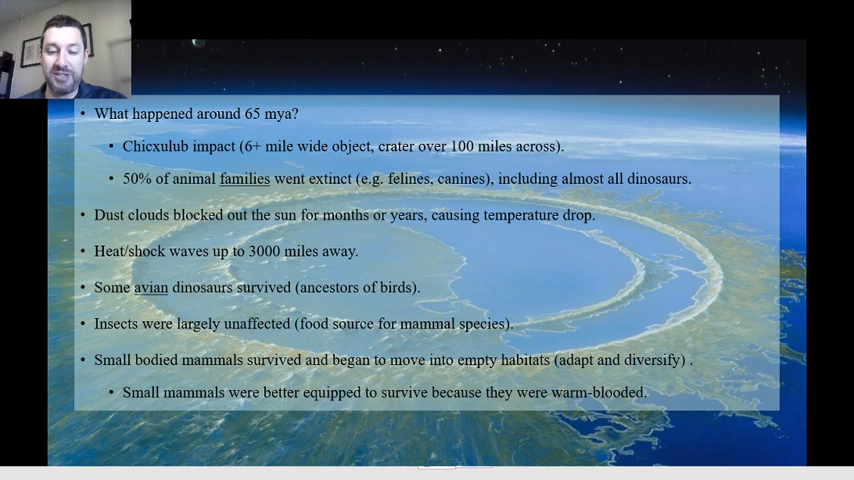 • What happened around 65 mya?
• Chicxulub impact (6+ mile wide object, crater over 100 miles across).
• 50% of animal families went extinct (e.g. felines, canines), including almost all dinosaurs.
• Dust clouds blocked out the sun for months or years, causing temperature drop.
• Heat/shock waves up to 3000 miles away.
• Some avian dinosaurs survived (ancestors of birds).
• Insects were largely unaffected (food source for mammal species).
• Small bodied mammals survived and began to move into empty habitats (adapt and diversify) .
• Small mammals were better equipped to survive because they were warm-blooded.